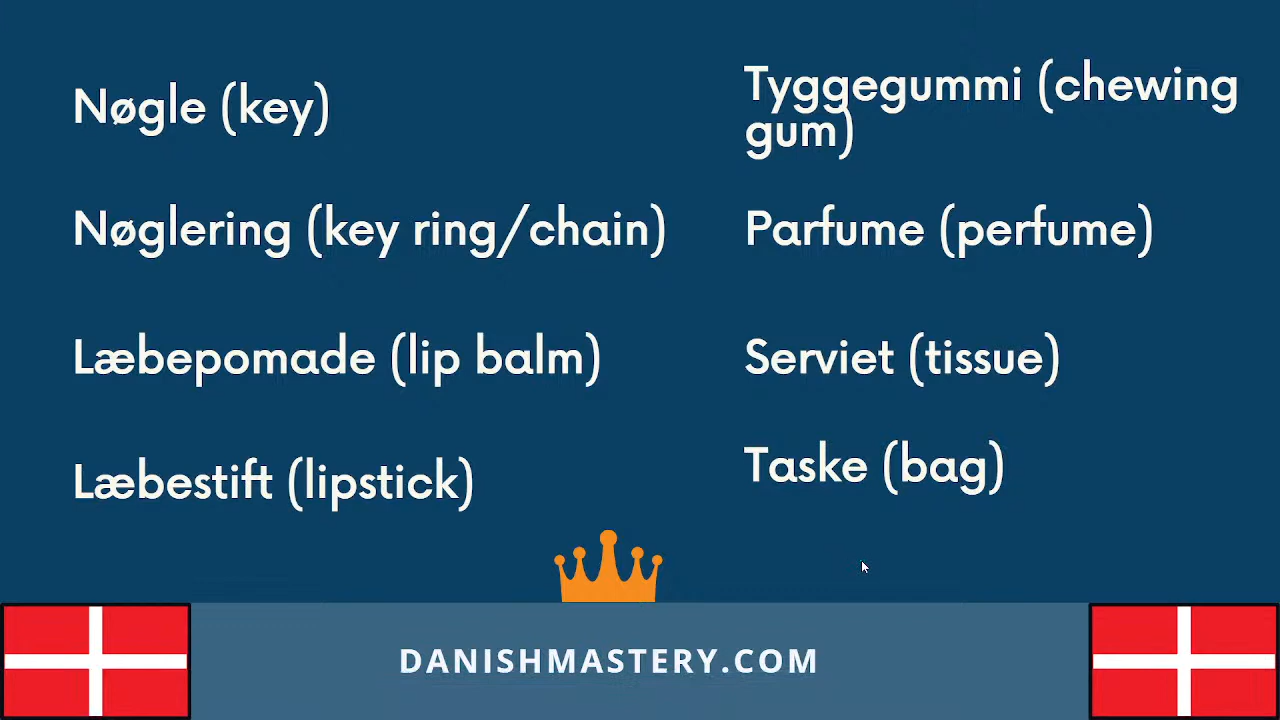 Nøgle (key)
Nøglering (key ring/chain)
Læbepomade (lip balm)
Læbestift (lipstick)
Tyggegummi (chewing
gum)
Parfume (perfume)
Serviet (tissue)
Taske (bag)
DANISHMASTERY.COM